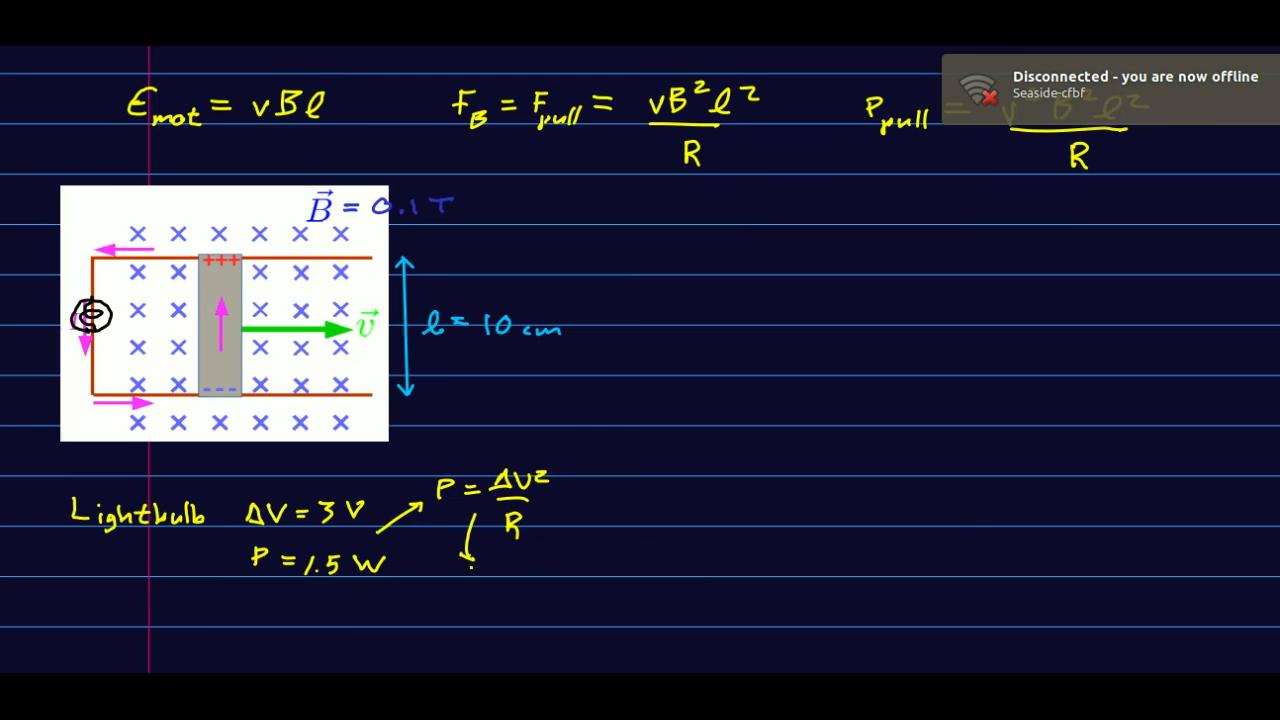 Ɛmot = vBl
F_B = F_pull = vB²l² / R
P_pull = v²B²l² / R
Disconnected - you are now offline
Seaside-cfbf
B⃗ = 0.1 T
+++
v⃗
l = 10 cm
---
Lightbulb ΔV = 3 V
P = 1.5 W
P = ΔV² / R